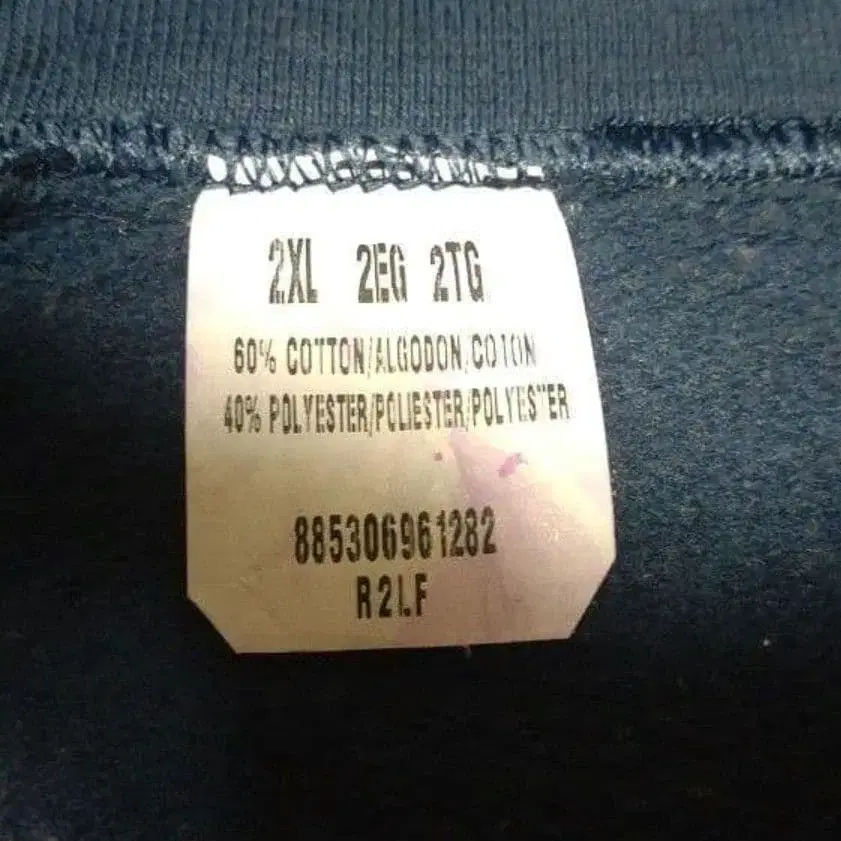 2XL 2EG 2TG
60% COTTON/ALGODON/COTON
40% POLYESTER/POLIESTER/POLYESTER
885306961282
R2LF